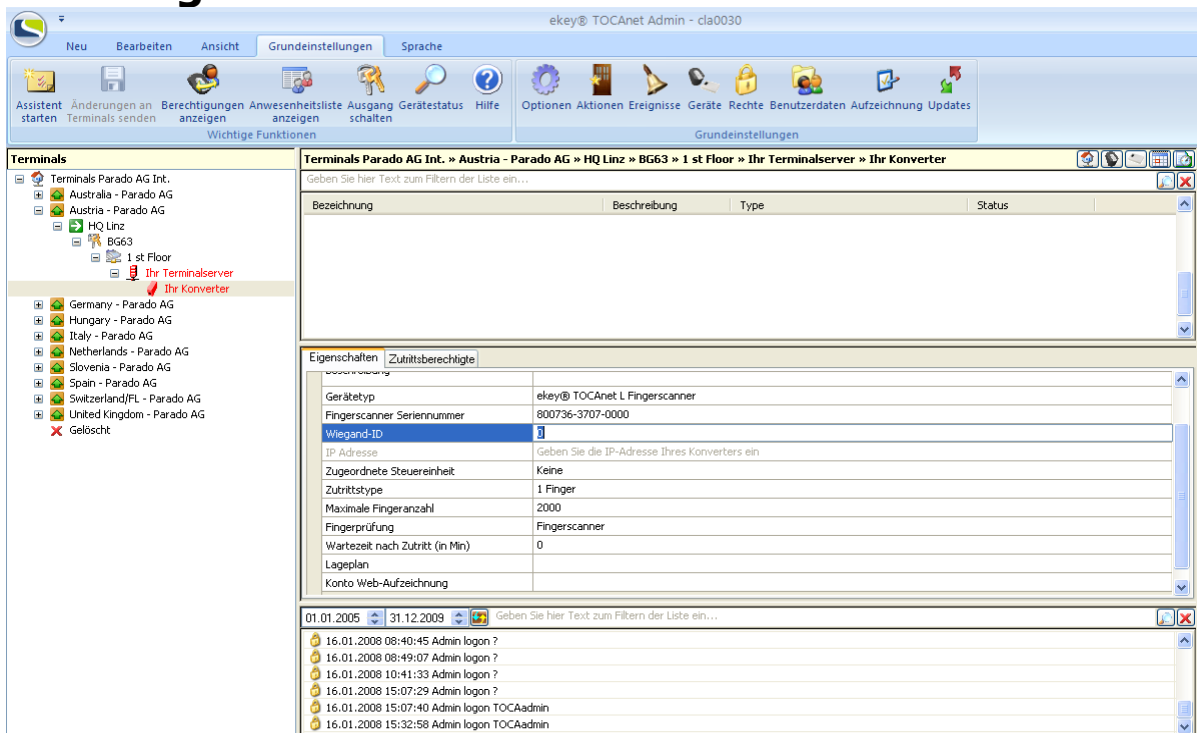 ekey® TOCAnet Admin - cla0030
Neu Bearbeiten Ansicht Grundeinstellungen Sprache
Assistent starten
Änderungen an Terminals senden
Berechtigungen anzeigen
Anwesenheitsliste anzeigen
Ausgang schalten
Gerätestatus
Hilfe
Optionen Aktionen Ereignisse Geräte Rechte Benutzerdaten Aufzeichnung Updates
Wichtige Funktionen
Grundeinstellungen
Terminals
Terminals Parado AG Int.
Australia - Parado AG
Austria - Parado AG
HQ Linz
BG63
1 st Floor
Ihr Terminalserver
Ihr Konverter
Germany - Parado AG
Hungary - Parado AG
Italy - Parado AG
Netherlands - Parado AG
Slovenia - Parado AG
Spain - Parado AG
Switzerland/FL - Parado AG
United Kingdom - Parado AG
Gelöscht
Terminals Parado AG Int. » Austria - Parado AG » HQ Linz » BG63 » 1 st Floor » Ihr Terminalserver » Ihr Konverter
Geben Sie hier Text zum Filtern der Liste ein...
Bezeichnung Beschreibung Type Status
Eigenschaften Zutrittsberechtigte
Beschreibung
Gerätetyp ekey® TOCAnet L Fingerscanner
Fingerscanner Seriennummer 800736-3707-0000
Wiegand-ID 0
IP Adresse Geben Sie die IP-Adresse Ihres Konverters ein
Zugeordnete Steuereinheit Keine
Zutrittstype 1 Finger
Maximale Fingeranzahl 2000
Fingerprüfung Fingerscanner
Wartezeit nach Zutritt (in Min) 0
Lageplan
Konto Web-Aufzeichnung
01.01.2005 31.12.2009 Geben Sie hier Text zum Filtern der Liste ein...
16.01.2008 08:40:45 Admin logon ?
16.01.2008 08:49:07 Admin logon ?
16.01.2008 10:41:33 Admin logon ?
16.01.2008 15:07:29 Admin logon ?
16.01.2008 15:07:40 Admin logon TOCAadmin
16.01.2008 15:32:58 Admin logon TOCAadmin